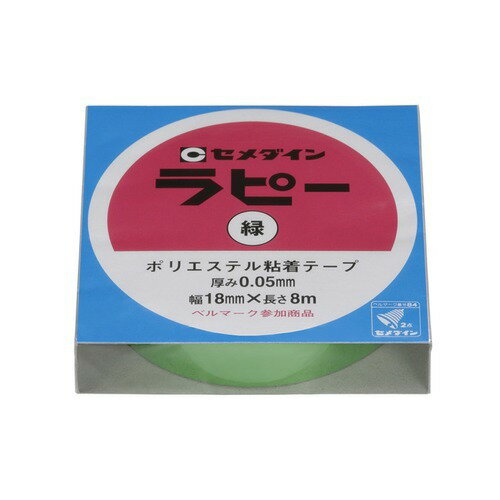 C セメダイン
ラピー
緑
ポリエステル粘着テープ
厚み0.05mm
幅18mm×長さ8m
ベルマーク参加商品
ベルマーク番号84
2点
セメダイン